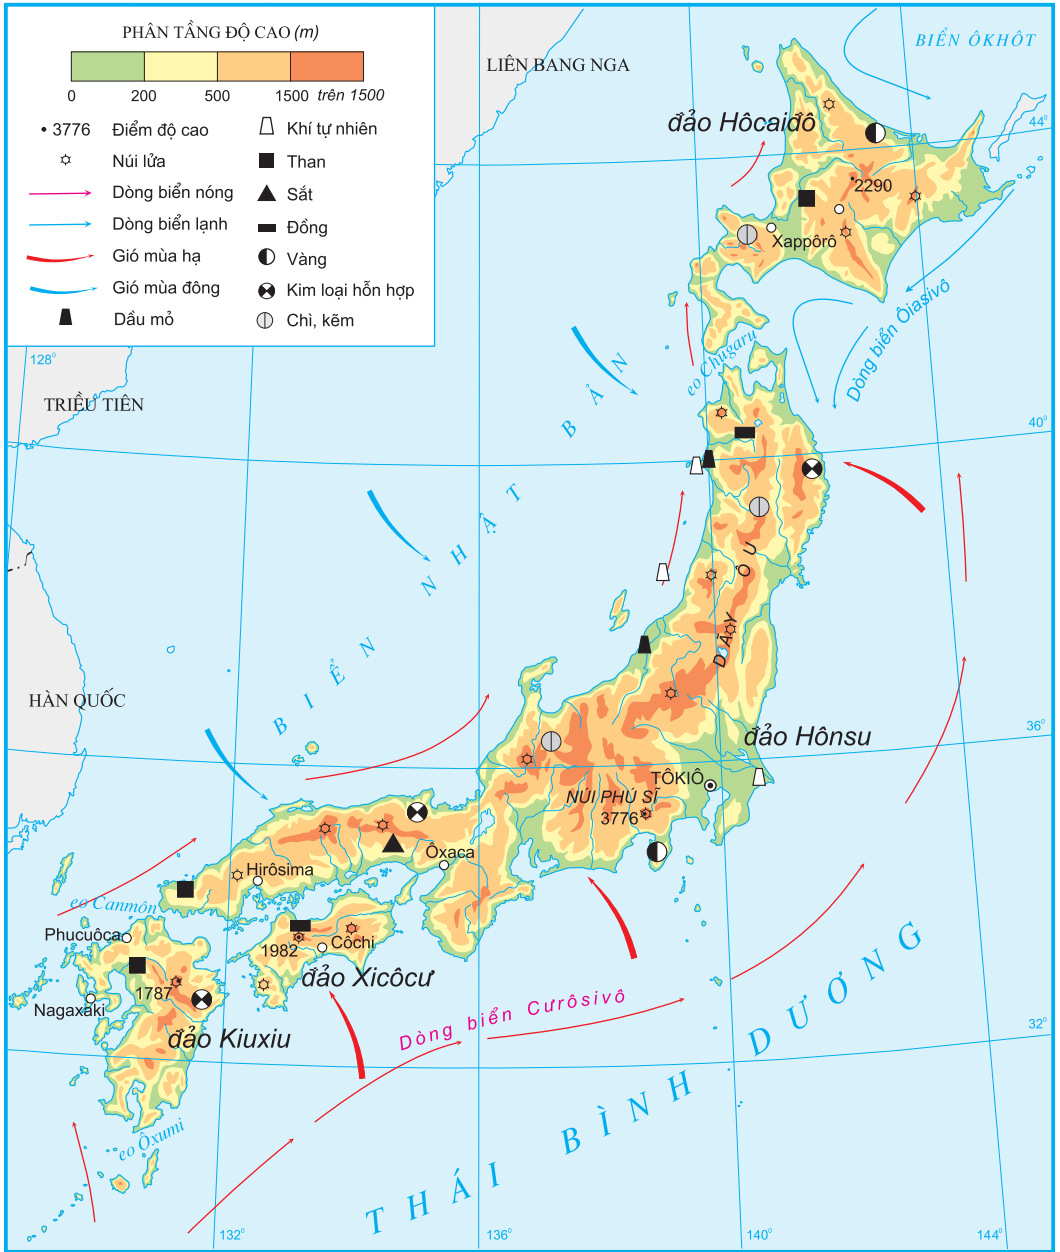 PHÂN TẦNG ĐỘ CAO (m)
0 200 500 1500 trên 1500
3776 Điểm độ cao
Núi lửa
Dòng biển nóng
Dòng biển lạnh
Gió mùa hạ
Gió mùa đông
Dầu mỏ
Khí tự nhiên
Than
Sắt
Đồng
Vàng
Kim loại hỗn hợp
Chì, kẽm
LIÊN BANG NGA
BIỂN ÔKHÔT
đảo Hôcaiđô
44°
2290
Xappôrô
Dòng biển Ôiasivô
eo Chugaru
128°
TRIỀU TIÊN
40°
BIỂN NHẬT BẢN
DÃY Ô U
HÀN QUỐC
36°
đảo Hônsu
TÔKIÔ
NÚI PHÚ SĨ
3776
Ôxaca
Hirôsima
eo Canmôn
Phucuôca
1982
Côchi
đảo Xicôcư
1787
Nagaxaki
đảo Kiuxiu
Dòng biển Cưrôsivô
32°
eo Ôxumi
THÁI BÌNH DƯƠNG
132°
136°
140°
144°